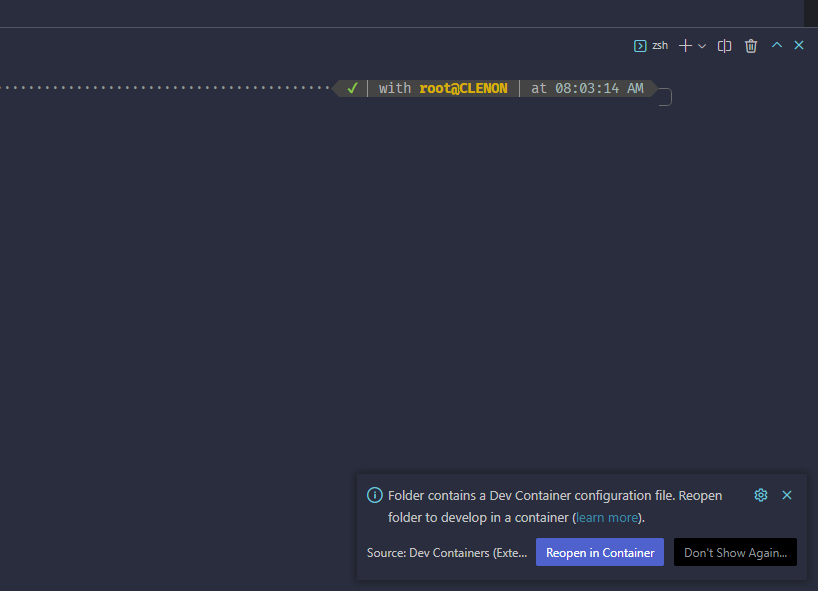 zsh
✓ with root@CLENON at 08:03:14 AM
Folder contains a Dev Container configuration file. Reopen
folder to develop in a container (learn more).
Source: Dev Containers (Exte... Reopen in Container Don't Show Again...